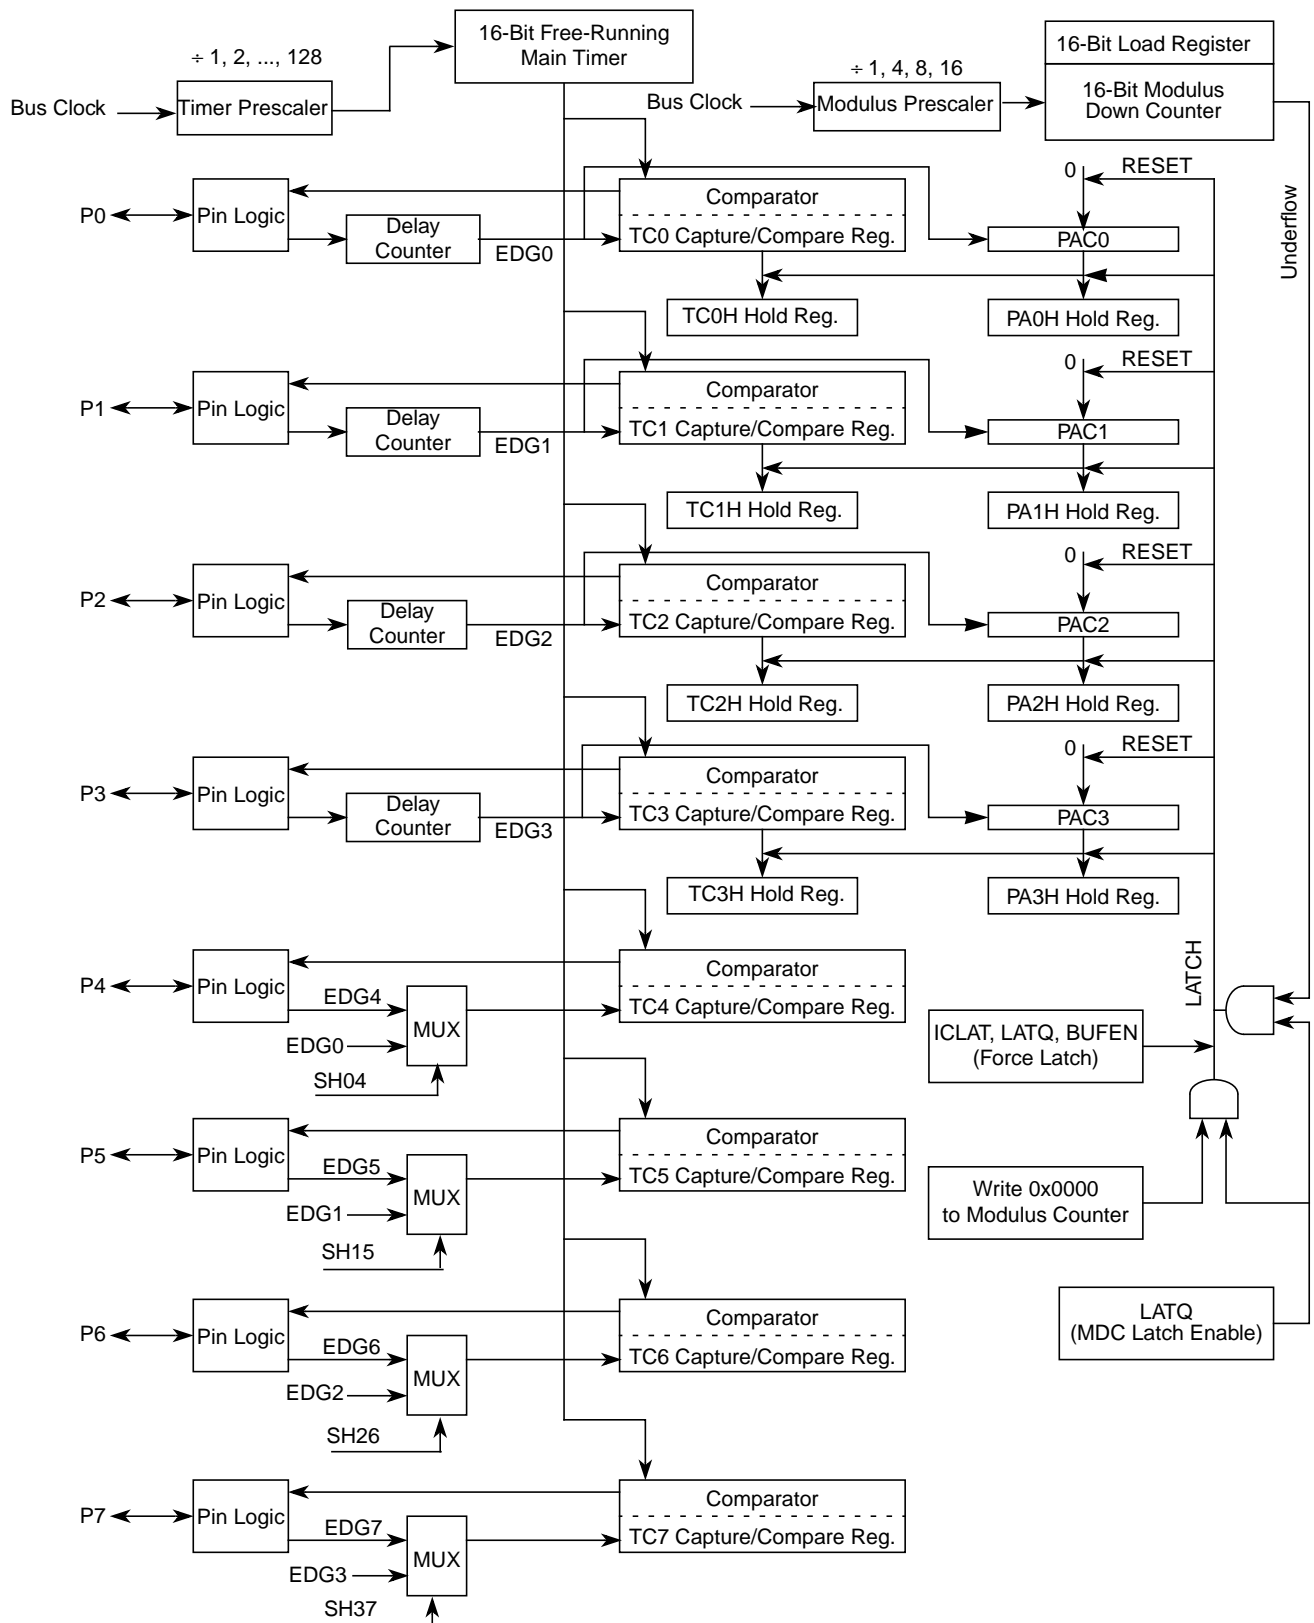 16-Bit Free-Running
Main Timer
÷ 1, 2, ..., 128
Bus Clock
Timer Prescaler
÷ 1, 4, 8, 16
Bus Clock
Modulus Prescaler
16-Bit Load Register
16-Bit Modulus
Down Counter
Underflow
P0
Pin Logic
Delay
Counter
EDG0
Comparator
TC0 Capture/Compare Reg.
0
RESET
PAC0
TC0H Hold Reg.
PA0H Hold Reg.
P1
Pin Logic
Delay
Counter
EDG1
Comparator
TC1 Capture/Compare Reg.
0
RESET
PAC1
TC1H Hold Reg.
PA1H Hold Reg.
P2
Pin Logic
Delay
Counter
EDG2
Comparator
TC2 Capture/Compare Reg.
0
RESET
PAC2
TC2H Hold Reg.
PA2H Hold Reg.
P3
Pin Logic
Delay
Counter
EDG3
Comparator
TC3 Capture/Compare Reg.
0
RESET
PAC3
TC3H Hold Reg.
PA3H Hold Reg.
LATCH
P4
Pin Logic
EDG4
EDG0
MUX
SH04
Comparator
TC4 Capture/Compare Reg.
ICLAT, LATQ, BUFEN
(Force Latch)
P5
Pin Logic
EDG5
EDG1
MUX
SH15
Comparator
TC5 Capture/Compare Reg.
Write 0x0000
to Modulus Counter
P6
Pin Logic
EDG6
EDG2
MUX
SH26
Comparator
TC6 Capture/Compare Reg.
LATQ
(MDC Latch Enable)
P7
Pin Logic
EDG7
EDG3
MUX
SH37
Comparator
TC7 Capture/Compare Reg.